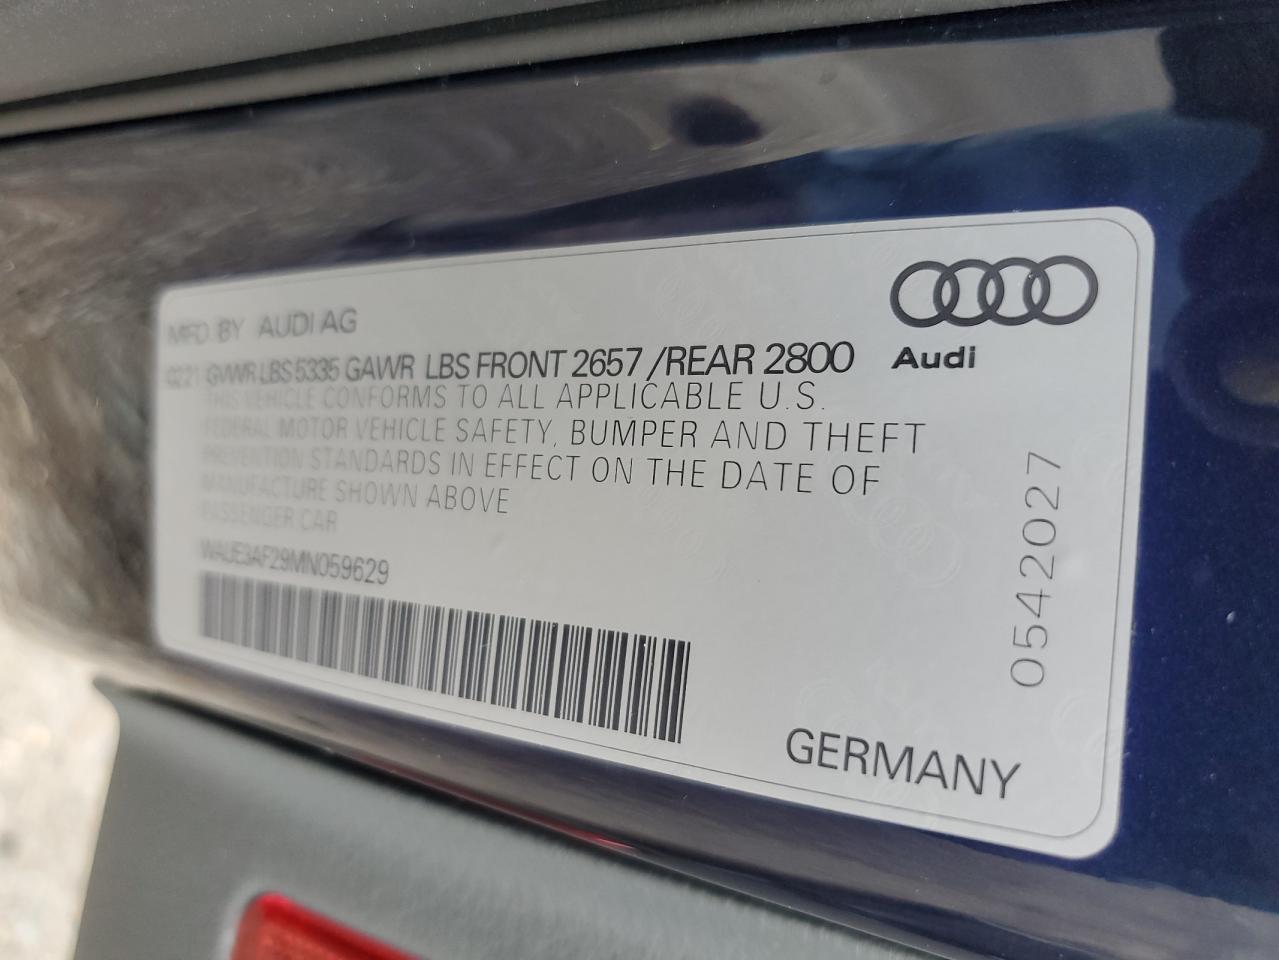 MFD BY AUDI AG
Audi
0221 GVWR LBS 5335 GAWR LBS FRONT 2657 /REAR 2800
THIS VEHICLE CONFORMS TO ALL APPLICABLE U.S.
FEDERAL MOTOR VEHICLE SAFETY, BUMPER AND THEFT
PREVENTION STANDARDS IN EFFECT ON THE DATE OF
MANUFACTURE SHOWN ABOVE
PASSENGER CAR
WAUE3AF29MN059629
0542027
GERMANY